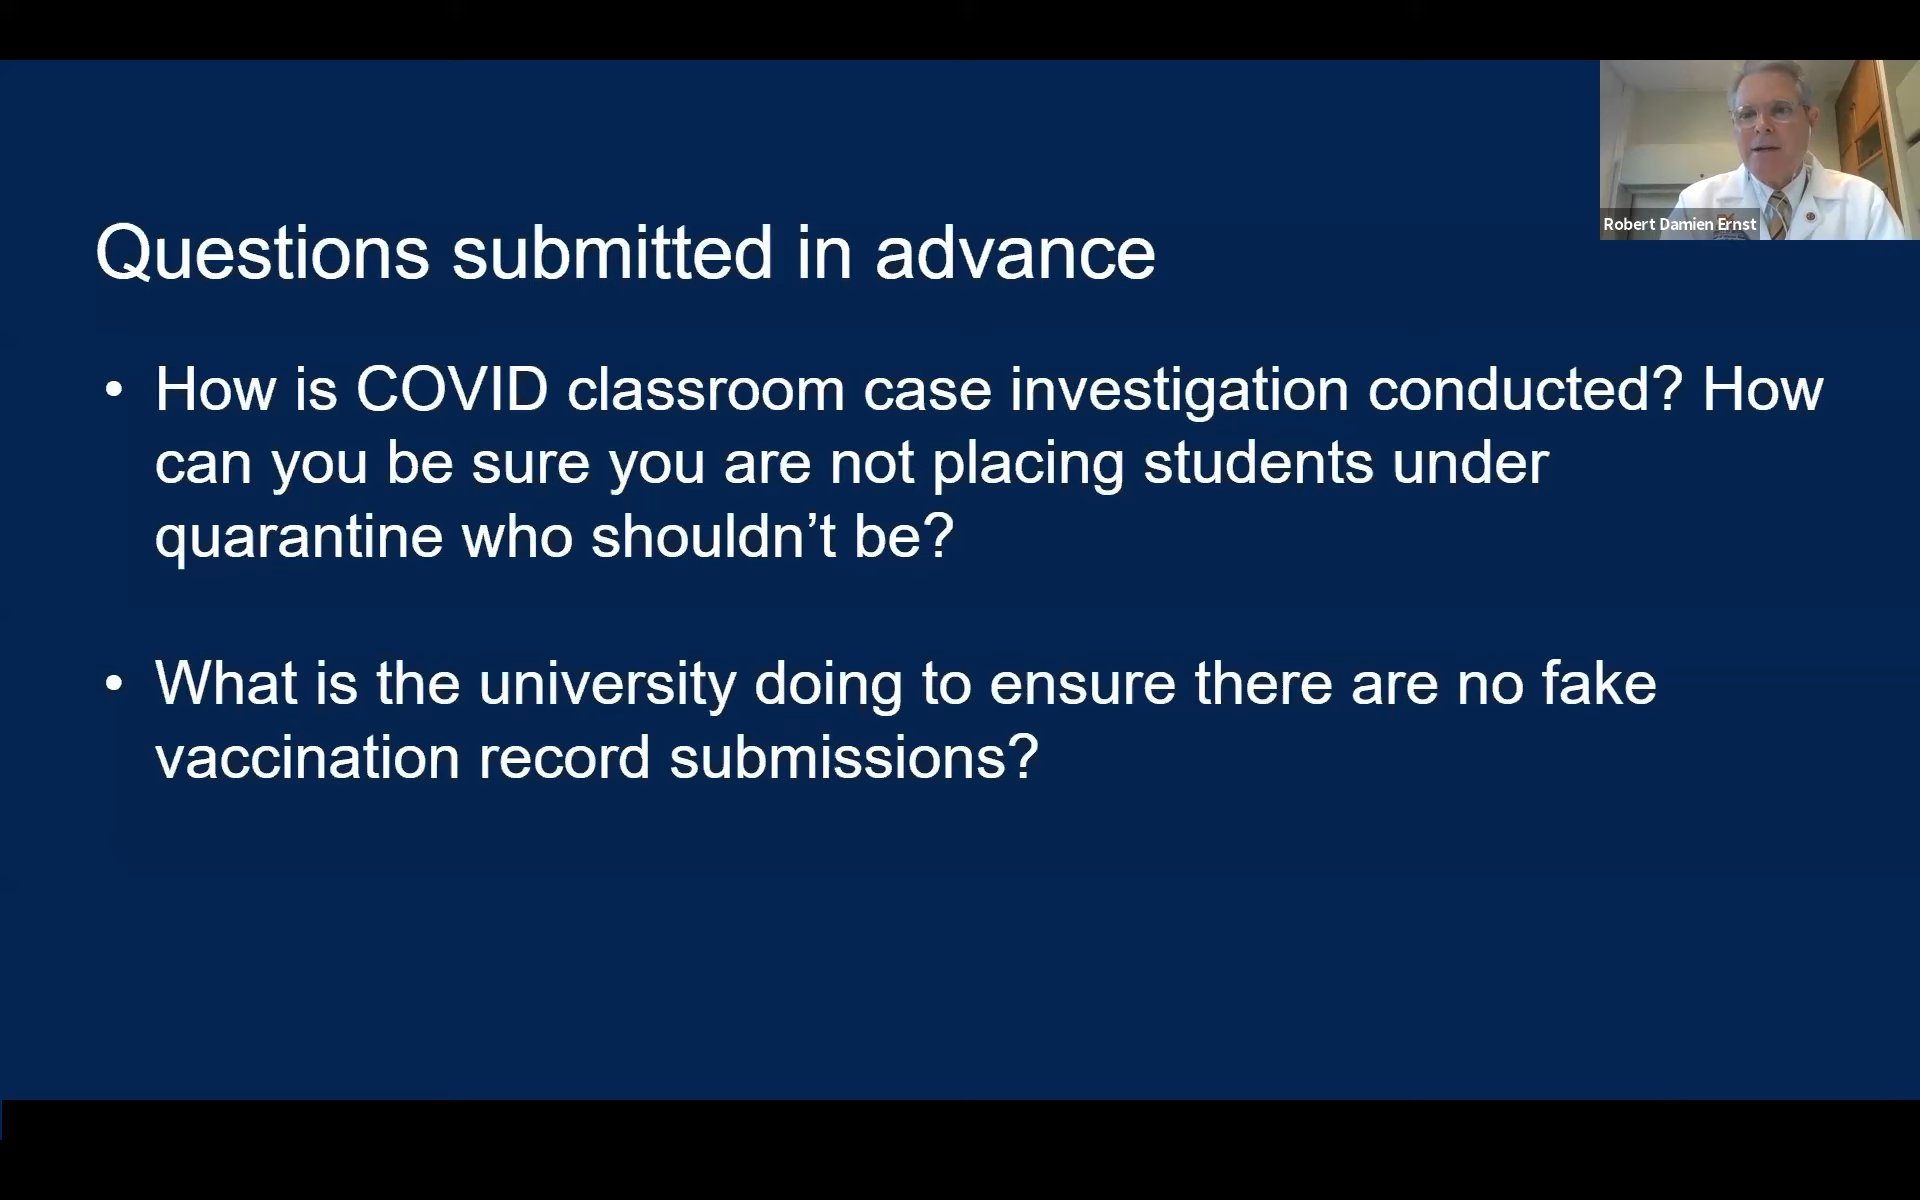 Robert Damien Ernst
Questions submitted in advance
• How is COVID classroom case investigation conducted? How
can you be sure you are not placing students under
quarantine who shouldn’t be?
• What is the university doing to ensure there are no fake
vaccination record submissions?